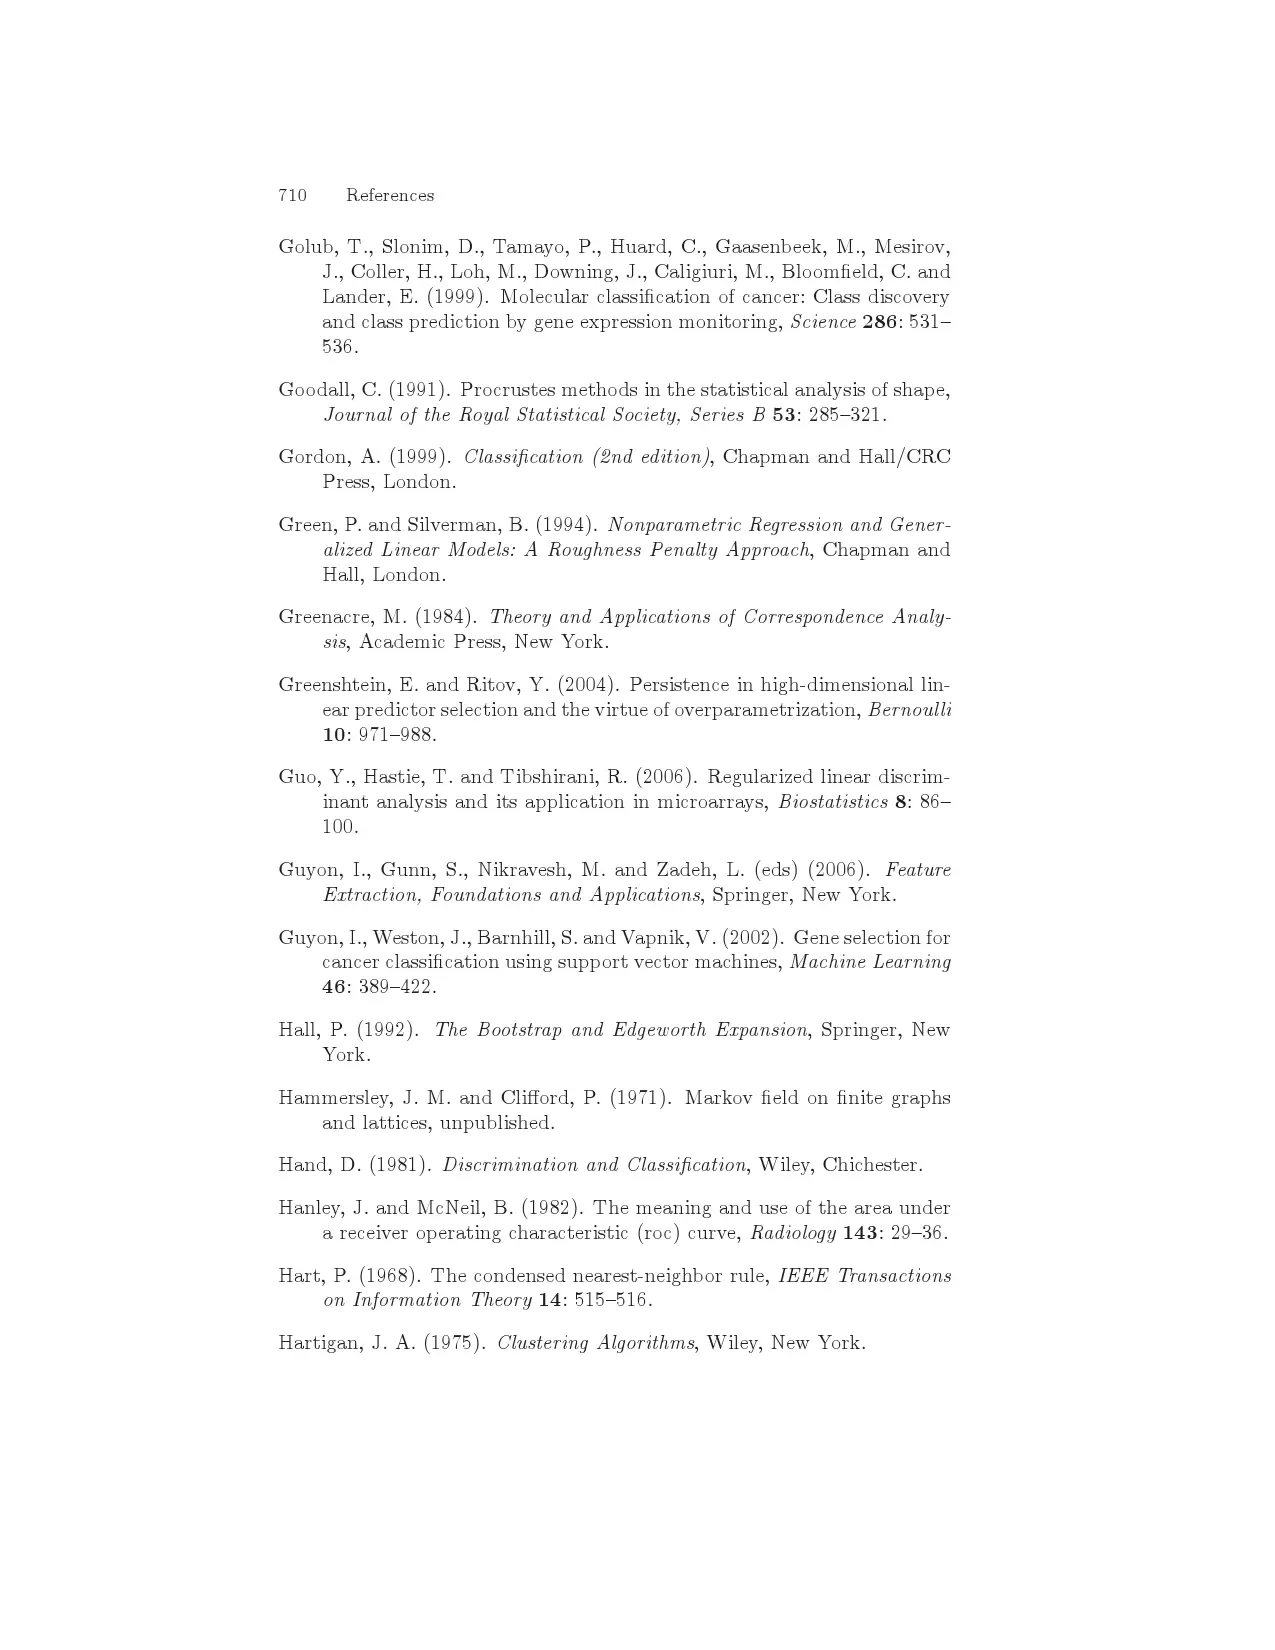 710 References
Golub, T., Slonim, D., Tamayo, P., Huard, C., Gaasenbeek, M., Mesirov,
J., Coller, H., Loh, M., Downing, J., Caligiuri, M., Bloomfield, C. and
Lander, E. (1999). Molecular classification of cancer: Class discovery
and class prediction by gene expression monitoring, Science 286: 531–
536.
Goodall, C. (1991). Procrustes methods in the statistical analysis of shape,
Journal of the Royal Statistical Society, Series B 53: 285–321.
Gordon, A. (1999). Classification (2nd edition), Chapman and Hall/CRC
Press, London.
Green, P. and Silverman, B. (1994). Nonparametric Regression and Gener-
alized Linear Models: A Roughness Penalty Approach, Chapman and
Hall, London.
Greenacre, M. (1984). Theory and Applications of Correspondence Analy-
sis, Academic Press, New York.
Greenshtein, E. and Ritov, Y. (2004). Persistence in high-dimensional lin-
ear predictor selection and the virtue of overparametrization, Bernoulli
10: 971–988.
Guo, Y., Hastie, T. and Tibshirani, R. (2006). Regularized linear discrim-
inant analysis and its application in microarrays, Biostatistics 8: 86–
100.
Guyon, I., Gunn, S., Nikravesh, M. and Zadeh, L. (eds) (2006). Feature
Extraction, Foundations and Applications, Springer, New York.
Guyon, I., Weston, J., Barnhill, S. and Vapnik, V. (2002). Gene selection for
cancer classification using support vector machines, Machine Learning
46: 389–422.
Hall, P. (1992). The Bootstrap and Edgeworth Expansion, Springer, New
York.
Hammersley, J. M. and Clifford, P. (1971). Markov field on finite graphs
and lattices, unpublished.
Hand, D. (1981). Discrimination and Classification, Wiley, Chichester.
Hanley, J. and McNeil, B. (1982). The meaning and use of the area under
a receiver operating characteristic (roc) curve, Radiology 143: 29–36.
Hart, P. (1968). The condensed nearest-neighbor rule, IEEE Transactions
on Information Theory 14: 515–516.
Hartigan, J. A. (1975). Clustering Algorithms, Wiley, New York.